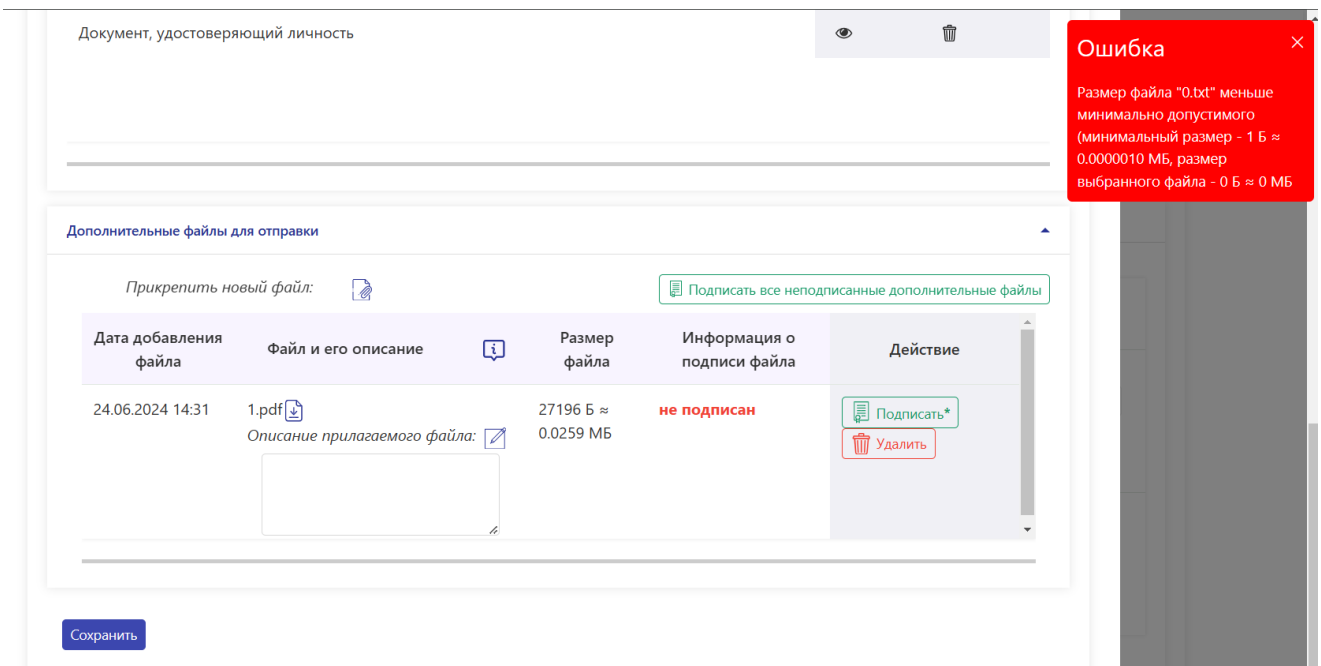 Документ, удостоверяющий личность
Ошибка
Размер файла "0.txt" меньше
минимально допустимого
(минимальный размер - 1 Б ≈
0.0000010 МБ, размер
выбранного файла - 0 Б ≈ 0 МБ
Дополнительные файлы для отправки
Прикрепить новый файл:
Подписать все неподписанные дополнительные файлы
Дата добавления
файла
Файл и его описание
Размер
файла
Информация о
подписи файла
Действие
24.06.2024 14:31
1.pdf
Описание прилагаемого файла:
27196 Б ≈
0.0259 МБ
не подписан
Подписать*
Удалить
Сохранить